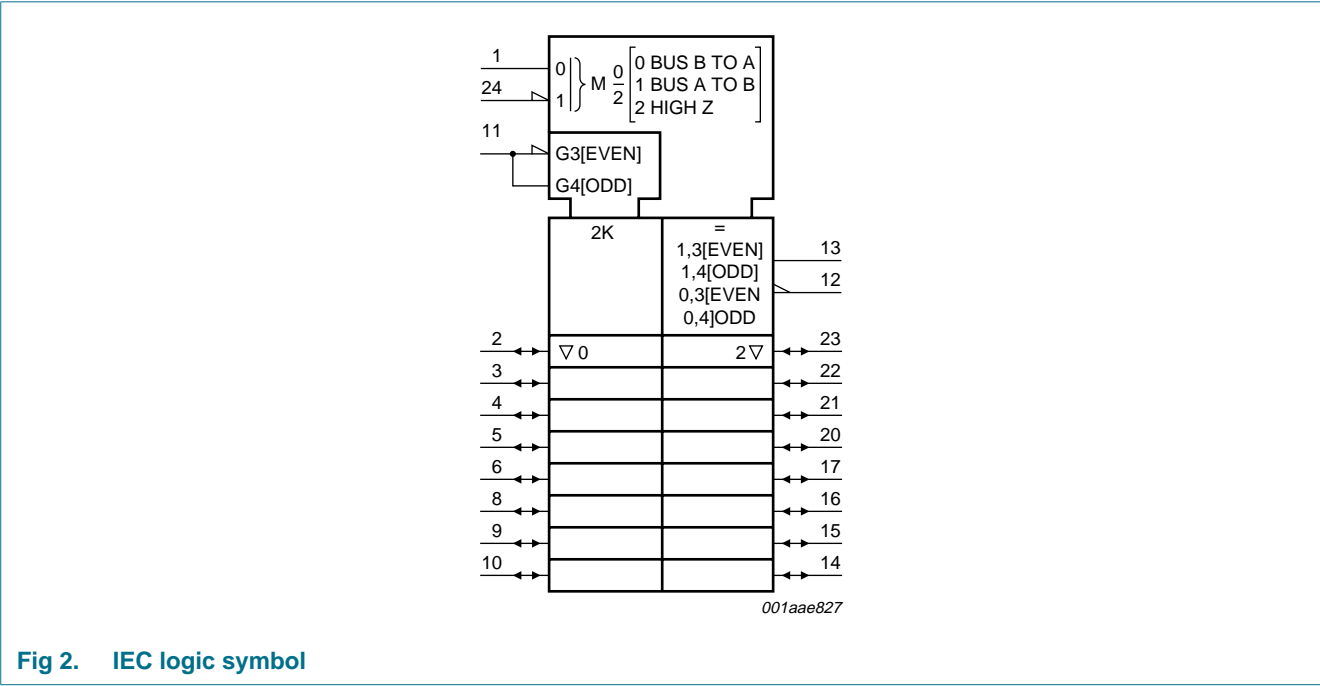 1
0
24
1
M
0
2
0 BUS B TO A
1 BUS A TO B
2 HIGH Z
11
G3[EVEN]
G4[ODD]
2K
=
1,3[EVEN]
13
1,4[ODD]
12
0,3[EVEN
0,4]ODD
2
▽ 0
2 ▽
23
3
22
4
21
5
20
6
17
8
16
9
15
10
14
001aae827
Fig 2. IEC logic symbol